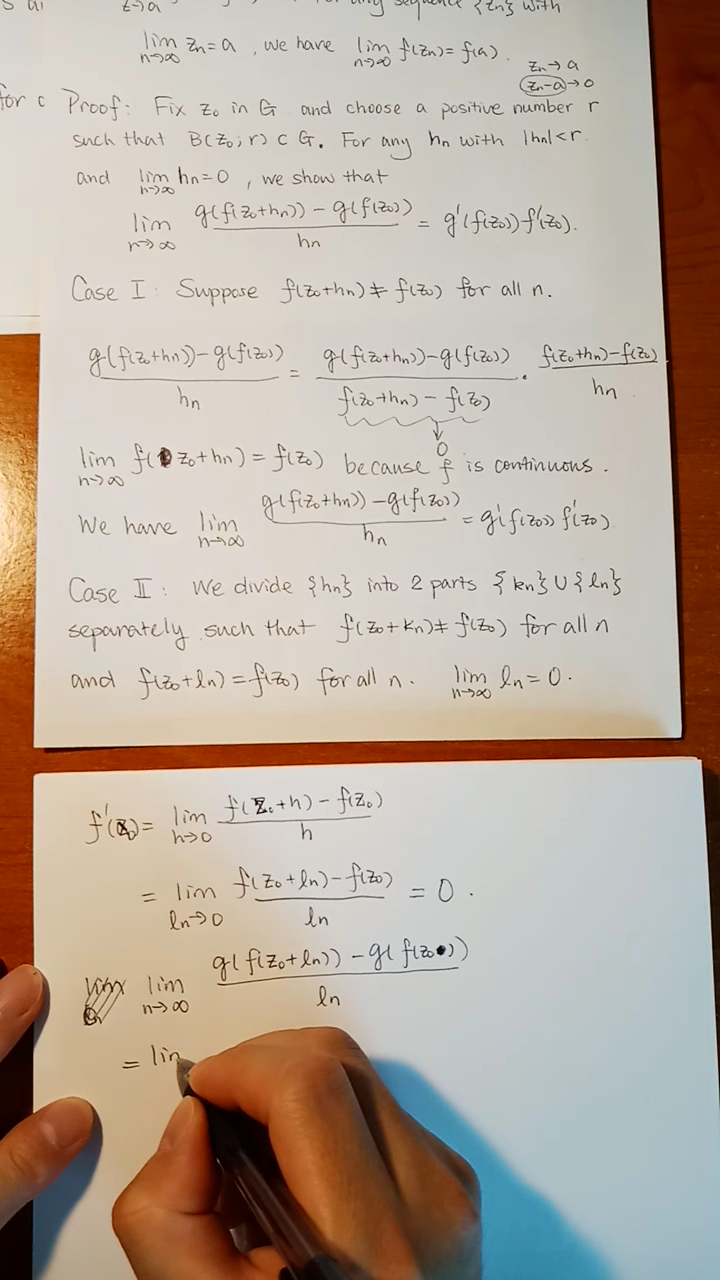 z→a any sequence {zn} with
lim n→∞ zn = a , we have lim n→∞ f(zn) = f(a).
zn → a
zn-a → 0
for c
Proof: Fix z₀ in G and choose a positive number r
such that B(z₀; r) ⊂ G. For any hn with |hn|<r.
and lim n→∞ hn = 0 , we show that
lim n→∞ (g(f(z₀+hn)) - g(f(z₀)))/hn = g'(f(z₀)) f'(z₀).
Case I : Suppose f(z₀+hn) ≠ f(z₀) for all n.
(g(f(z₀+hn)) - g(f(z₀)))/hn = (g(f(z₀+hn)) - g(f(z₀)))/(f(z₀+hn) - f(z₀)) · (f(z₀+hn) - f(z₀))/hn
↓
0
lim n→∞ f(z₀+hn) = f(z₀) because f is continuous.
We have lim n→∞ (g(f(z₀+hn)) - g(f(z₀)))/hn = g'(f(z₀)) f'(z₀)
Case II : We divide {hn} into 2 parts {kn} ∪ {ln}
separately such that f(z₀+kn) ≠ f(z₀) for all n
and f(z₀+ln) = f(z₀) for all n. lim n→∞ ln = 0.
f'(z₀) = lim h→0 (f(z₀+h) - f(z₀))/h
= lim ln→0 (f(z₀+ln) - f(z₀))/ln = 0 .
lim n→∞ (g(f(z₀+ln)) - g(f(z₀)))/ln
= lim